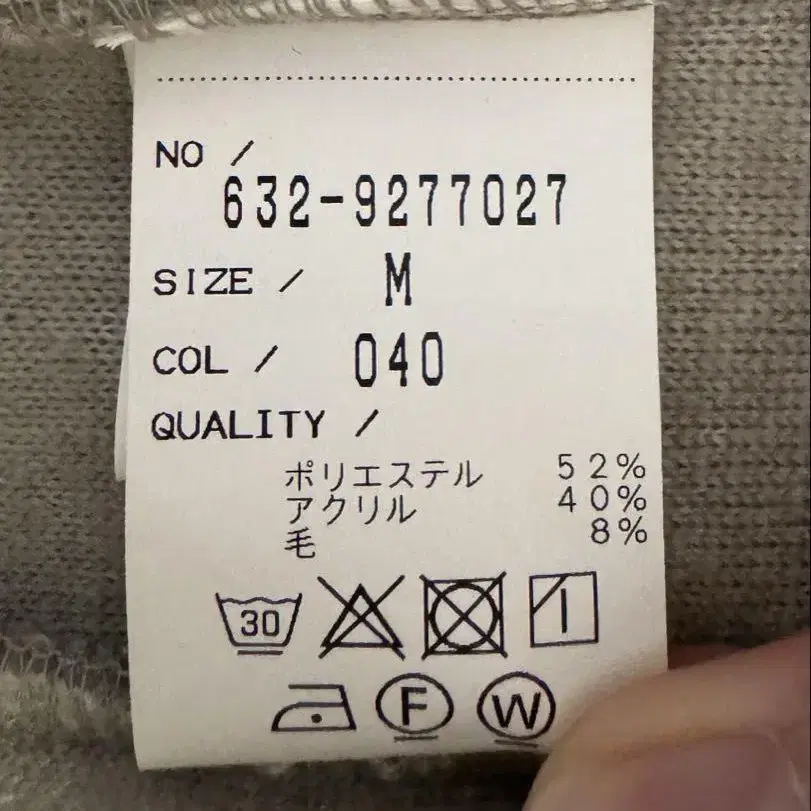 NO /
632-9277027
SIZE / M
COL / 040
QUALITY /
ポリエステル 52%
アクリル 40%
毛 8%
30
F W